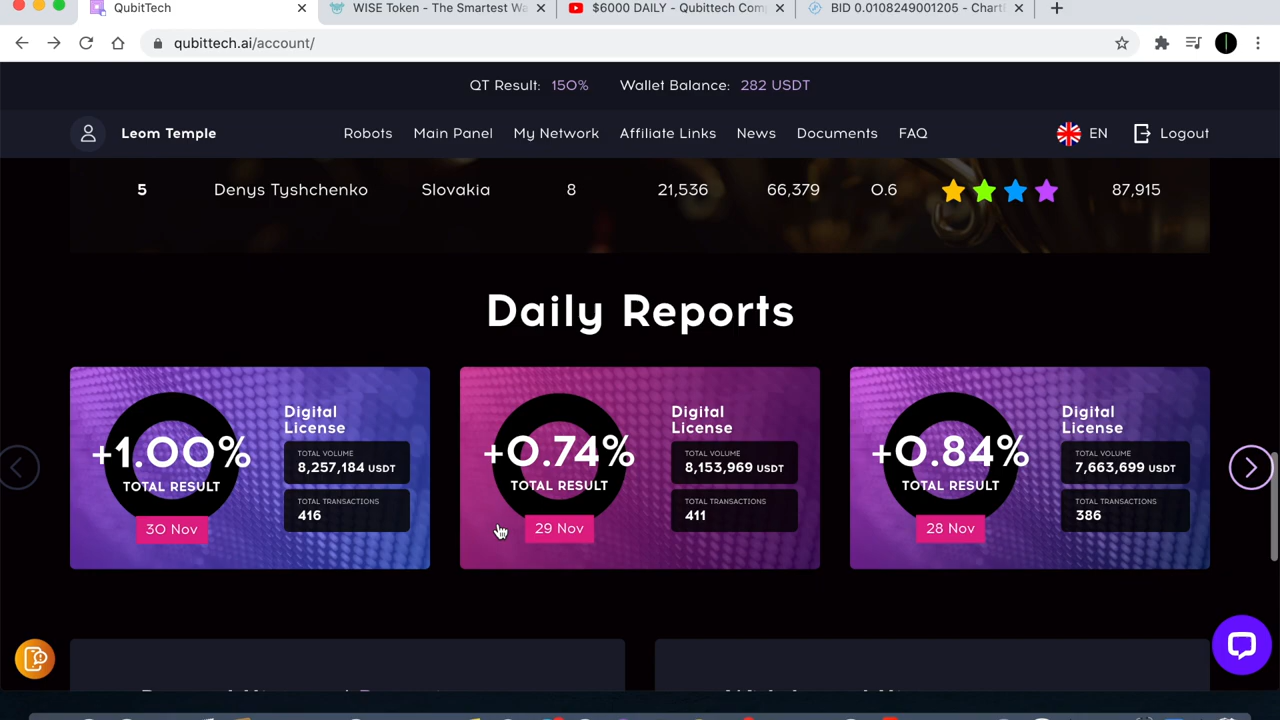 QubitTech
WISE Token - The Smartest Wa
$6000 DAILY - Qubittech Com
BID 0.0108249001205 - Charti
qubittech.ai/account/
QT Result: 150% Wallet Balance: 282 USDT
Leom Temple Robots Main Panel My Network Affiliate Links News Documents FAQ EN Logout
5 Denys Tyshchenko Slovakia 8 21,536 66,379 0.6 87,915
Daily Reports
+1.00%
TOTAL RESULT
30 Nov
Digital
License
TOTAL VOLUME
8,257,184 USDT
TOTAL TRANSACTIONS
416
+0.74%
TOTAL RESULT
29 Nov
Digital
License
TOTAL VOLUME
8,153,969 USDT
TOTAL TRANSACTIONS
411
+0.84%
TOTAL RESULT
28 Nov
Digital
License
TOTAL VOLUME
7,663,699 USDT
TOTAL TRANSACTIONS
386